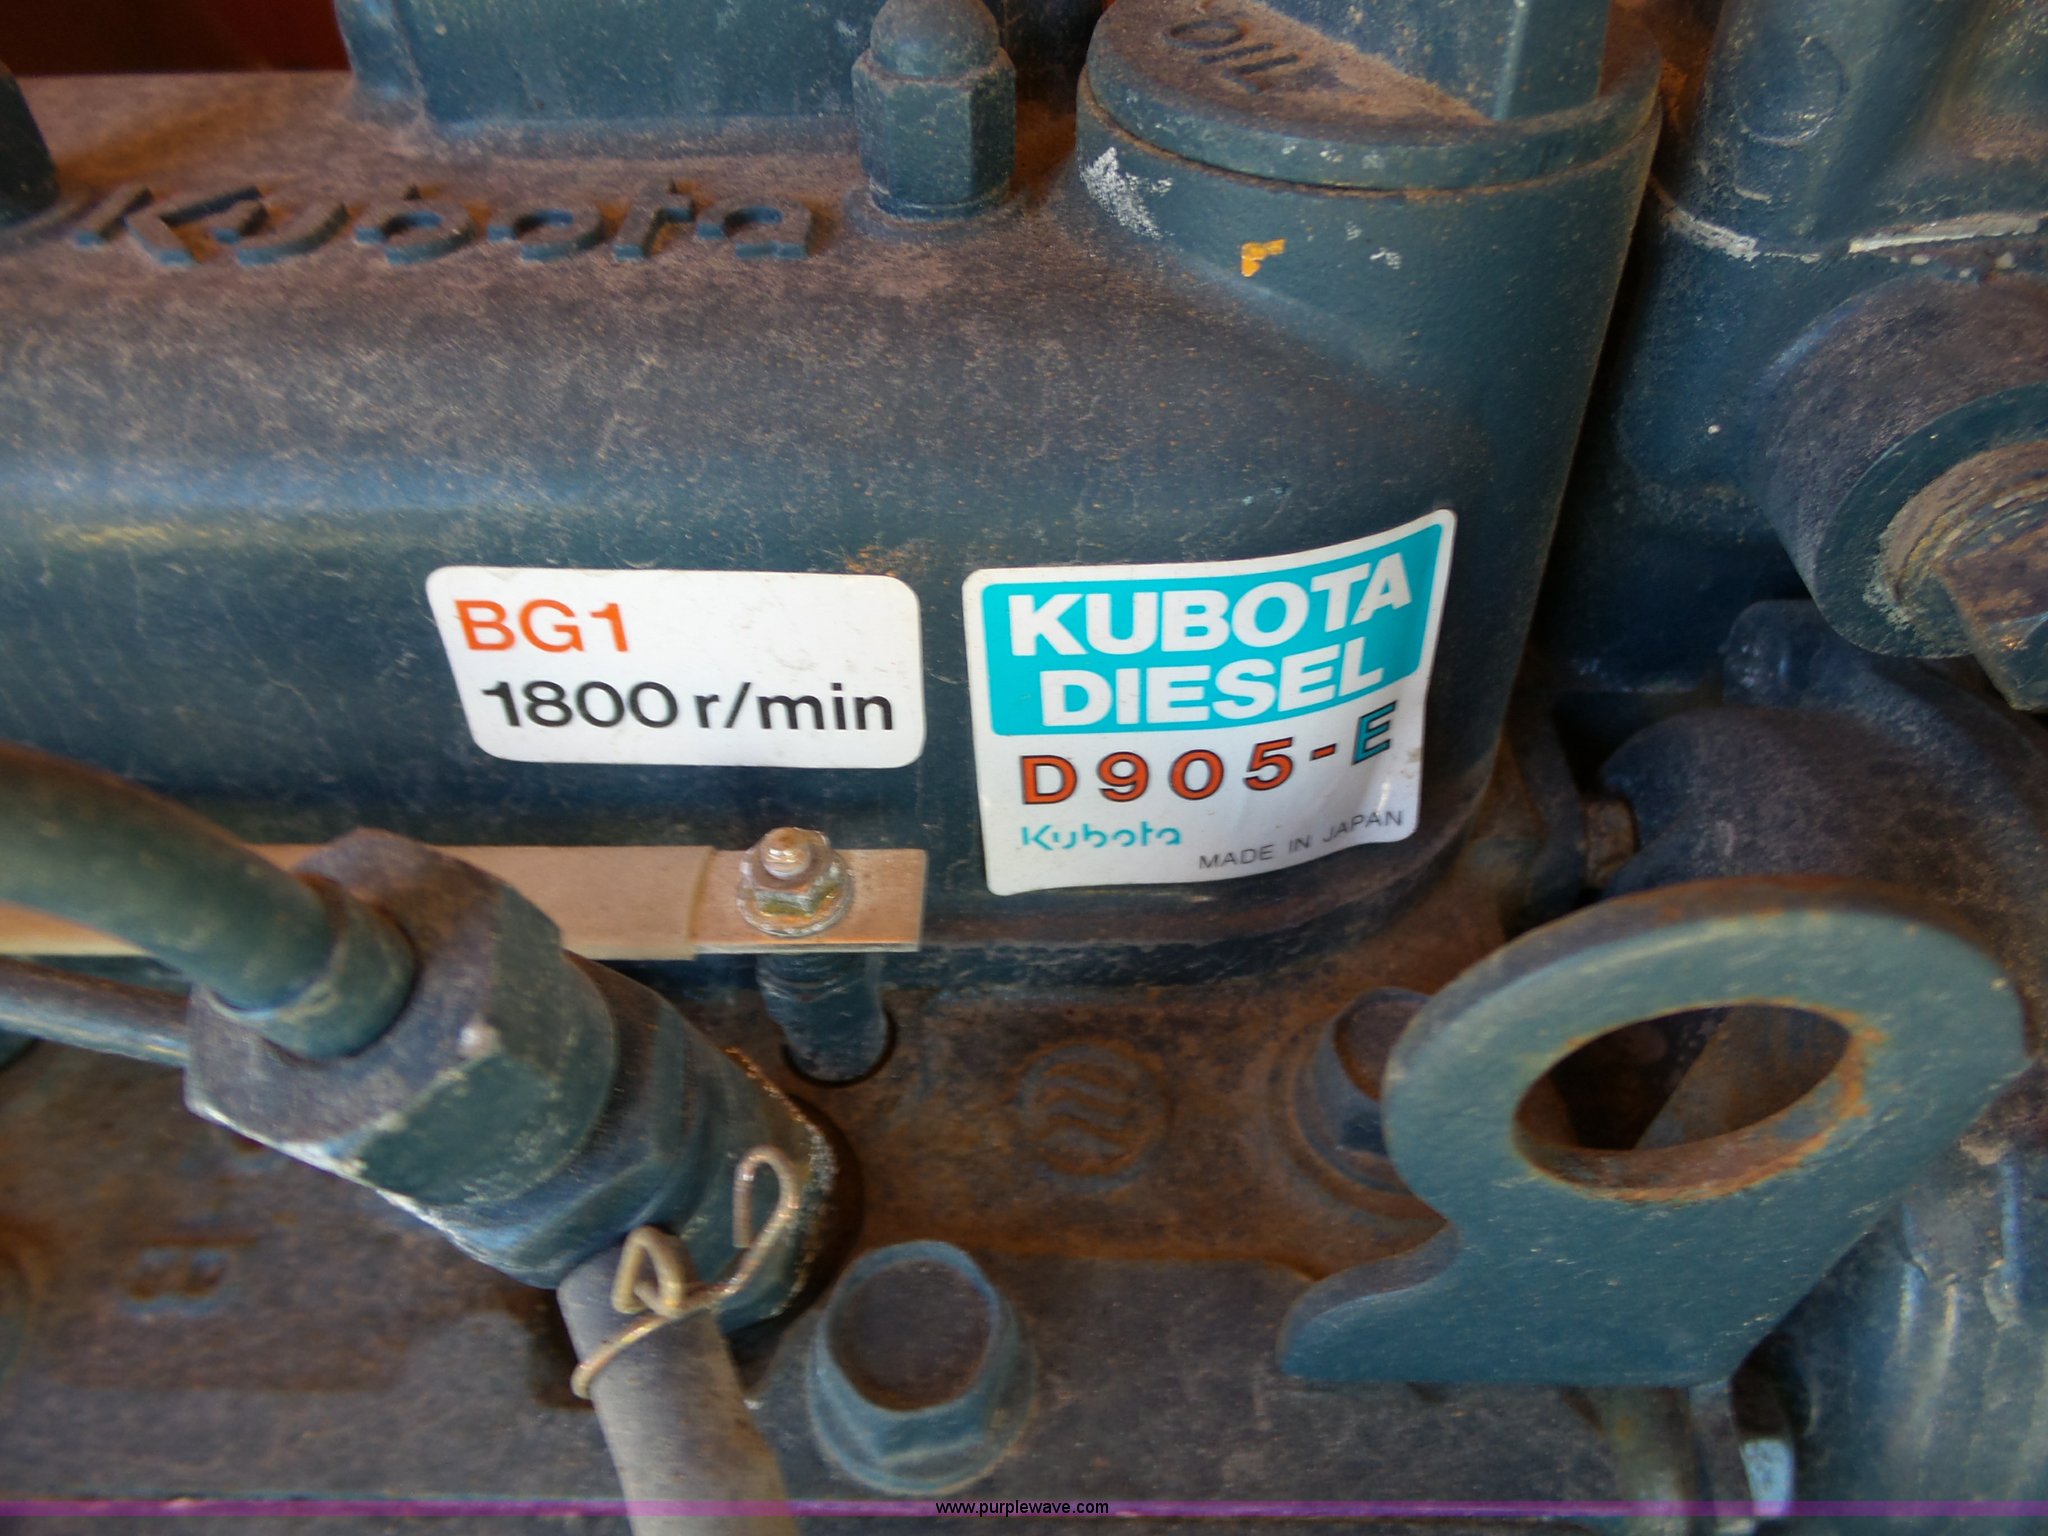 OIL
Kubota
BG1
1800 r/min
KUBOTA
DIESEL
D905-E
Kubota
MADE IN JAPAN
www.purplewave.com